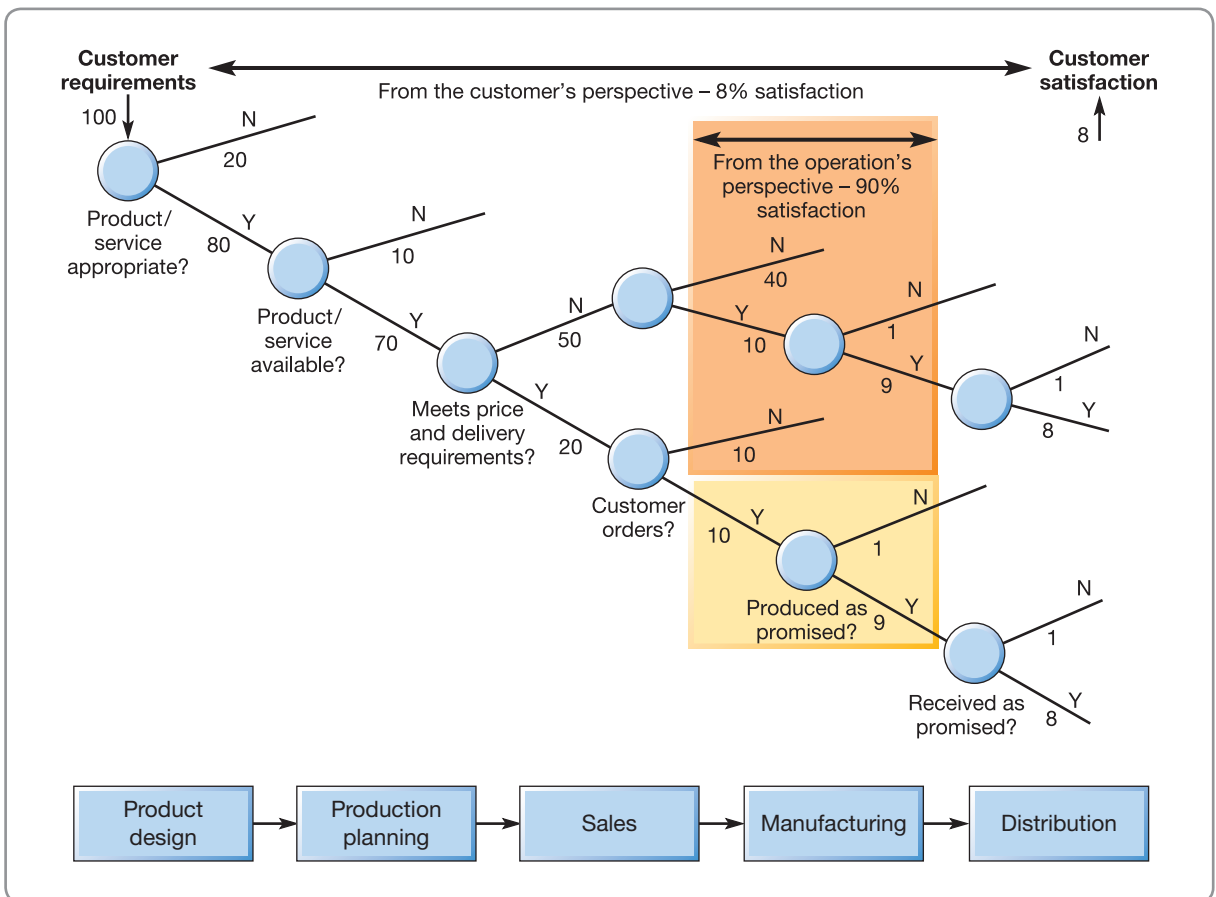 Customer
requirements
From the customer's perspective – 8% satisfaction
Customer
satisfaction
100
8
N
20
From the operation's
perspective – 90%
satisfaction
Product/
service
appropriate?
Y
80
N
10
Product/
service
available?
Y
70
N
50
N
40
Y
10
N
1
Y
9
N
1
Y
8
Meets price
and delivery
requirements?
Y
20
N
10
Customer
orders?
Y
10
N
1
Produced as
promised?
Y
9
N
1
Received as
promised?
Y
8
Product
design
Production
planning
Sales
Manufacturing
Distribution